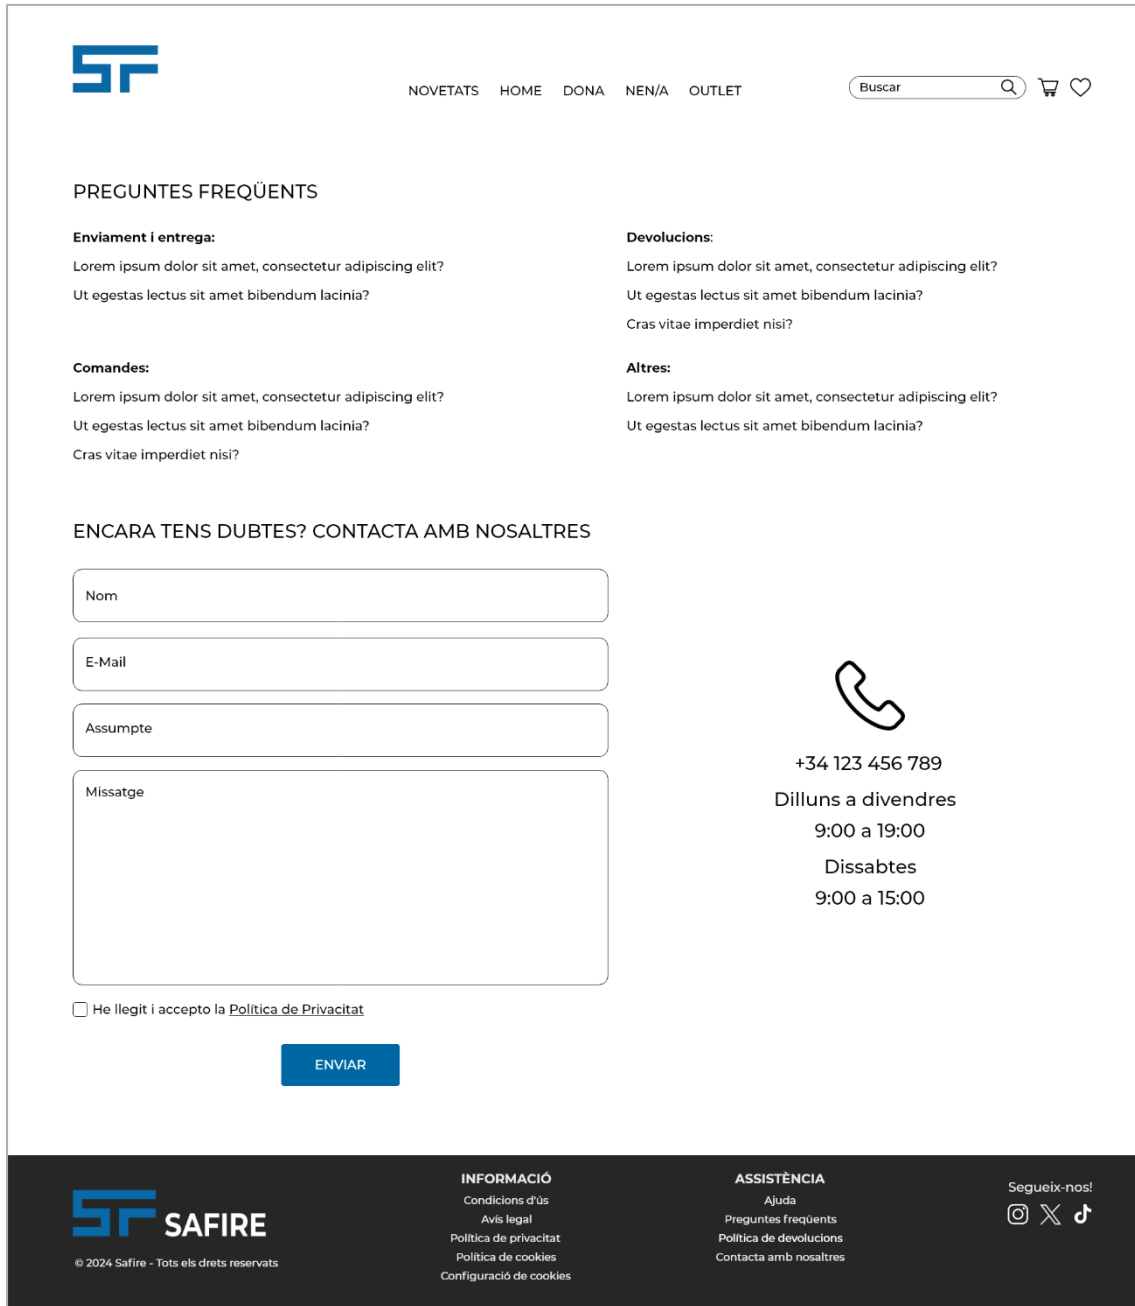 SF
NOVETATS HOME DONA NEN/A OUTLET
Buscar
PREGUNTES FREQÜENTS
Enviament i entrega:
Lorem ipsum dolor sit amet, consectetur adipiscing elit?
Ut egestas lectus sit amet bibendum lacinia?
Devolucions:
Lorem ipsum dolor sit amet, consectetur adipiscing elit?
Ut egestas lectus sit amet bibendum lacinia?
Cras vitae imperdiet nisi?
Comandes:
Lorem ipsum dolor sit amet, consectetur adipiscing elit?
Ut egestas lectus sit amet bibendum lacinia?
Cras vitae imperdiet nisi?
Altres:
Lorem ipsum dolor sit amet, consectetur adipiscing elit?
Ut egestas lectus sit amet bibendum lacinia?
ENCARA TENS DUBTES? CONTACTA AMB NOSALTRES
Nom
E-Mail
Assumpte
Missatge
He llegit i accepto la Política de Privacitat
ENVIAR
+34 123 456 789
Dilluns a divendres
9:00 a 19:00
Dissabtes
9:00 a 15:00
SF SAFIRE
© 2024 Safire - Tots els drets reservats
INFORMACIÓ
Condicions d'ús
Avís legal
Política de privacitat
Política de cookies
Configuració de cookies
ASSISTÈNCIA
Ajuda
Preguntes freqüents
Política de devolucions
Contacta amb nosaltres
Segueix-nos!